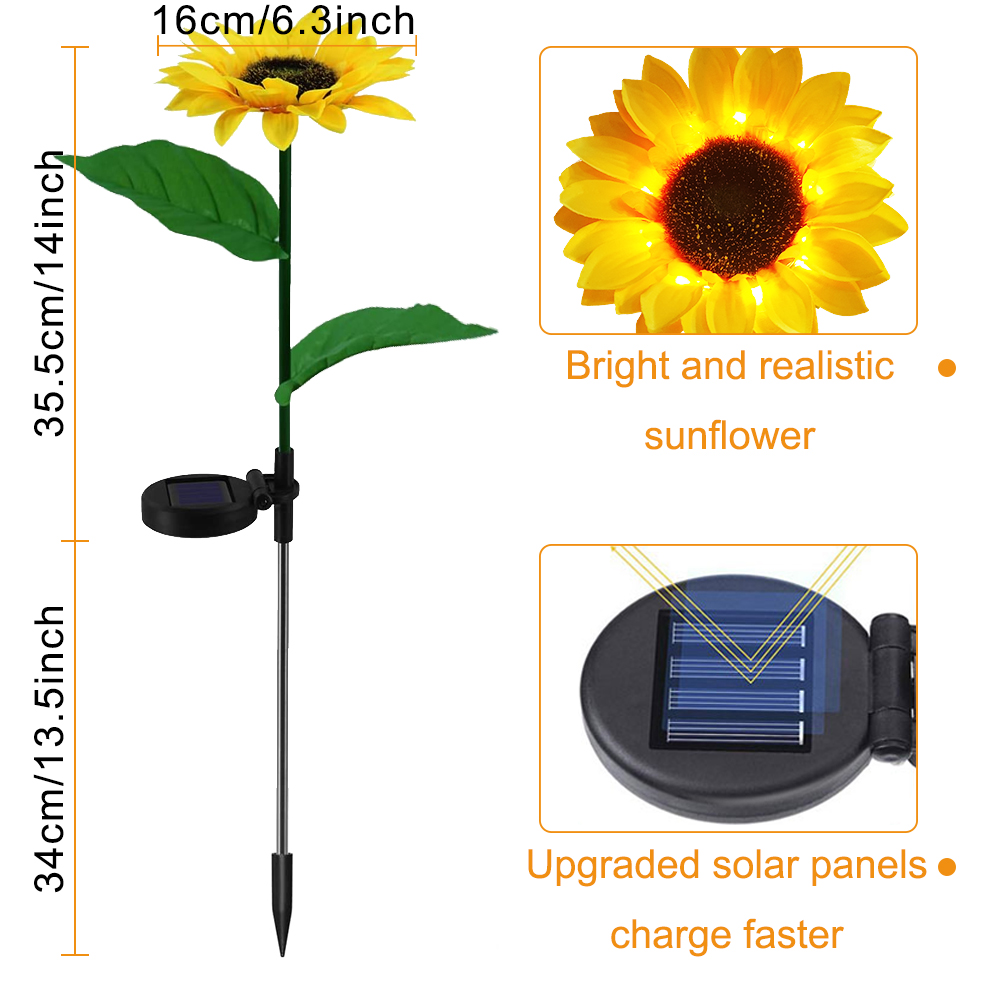 16cm/6.3inch
35.5cm/14inch
34cm/13.5inch
Bright and realistic
sunflower
Upgraded solar panels
charge faster